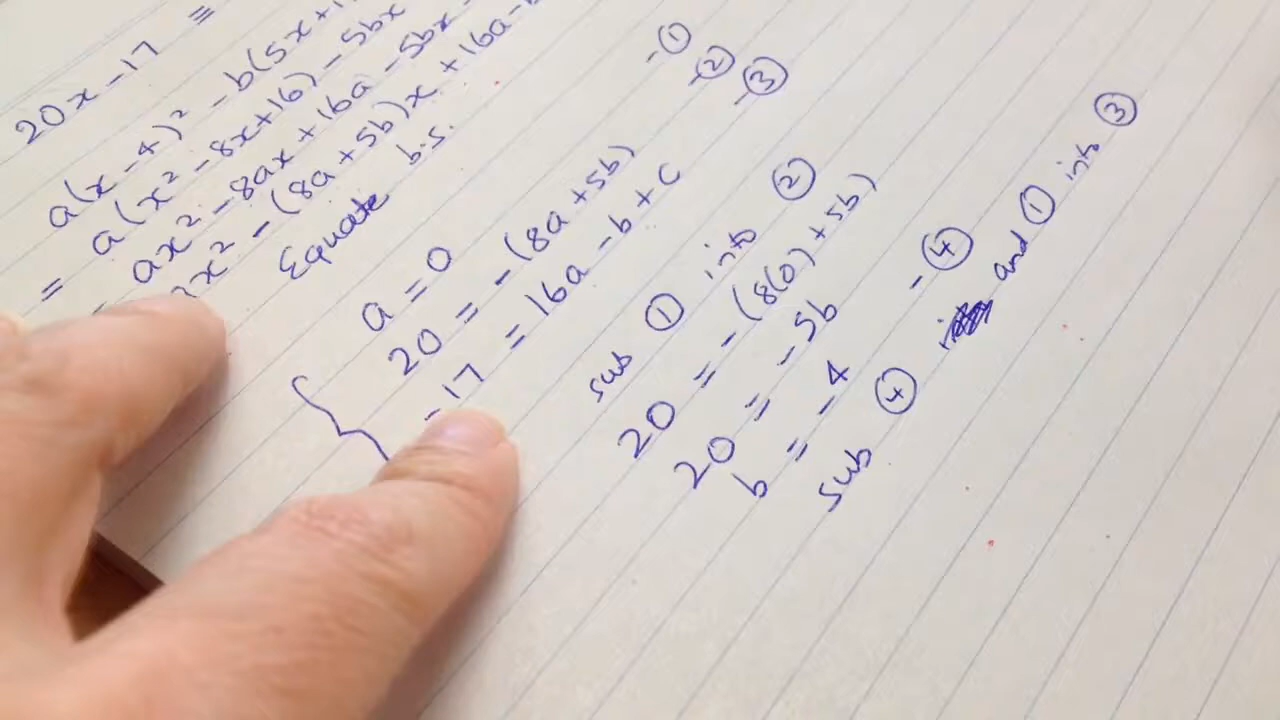 20x - 17 ≡
a(x - 4)² - b(5x + 1
= a(x² - 8x + 16) - 5bx
ax² - 8ax + 16a - 5bx -
x² - (8a + 5b)x + 16a -
Equate b.s.
a = 0 - ①
20 = - (8a + 5b) - ②
-17 = 16a - b + c - ③
sub ① into ②
20 = - (8(0) + 5b)
20 = - 5b
b = - 4 - ④
sub ④ and ① into ③